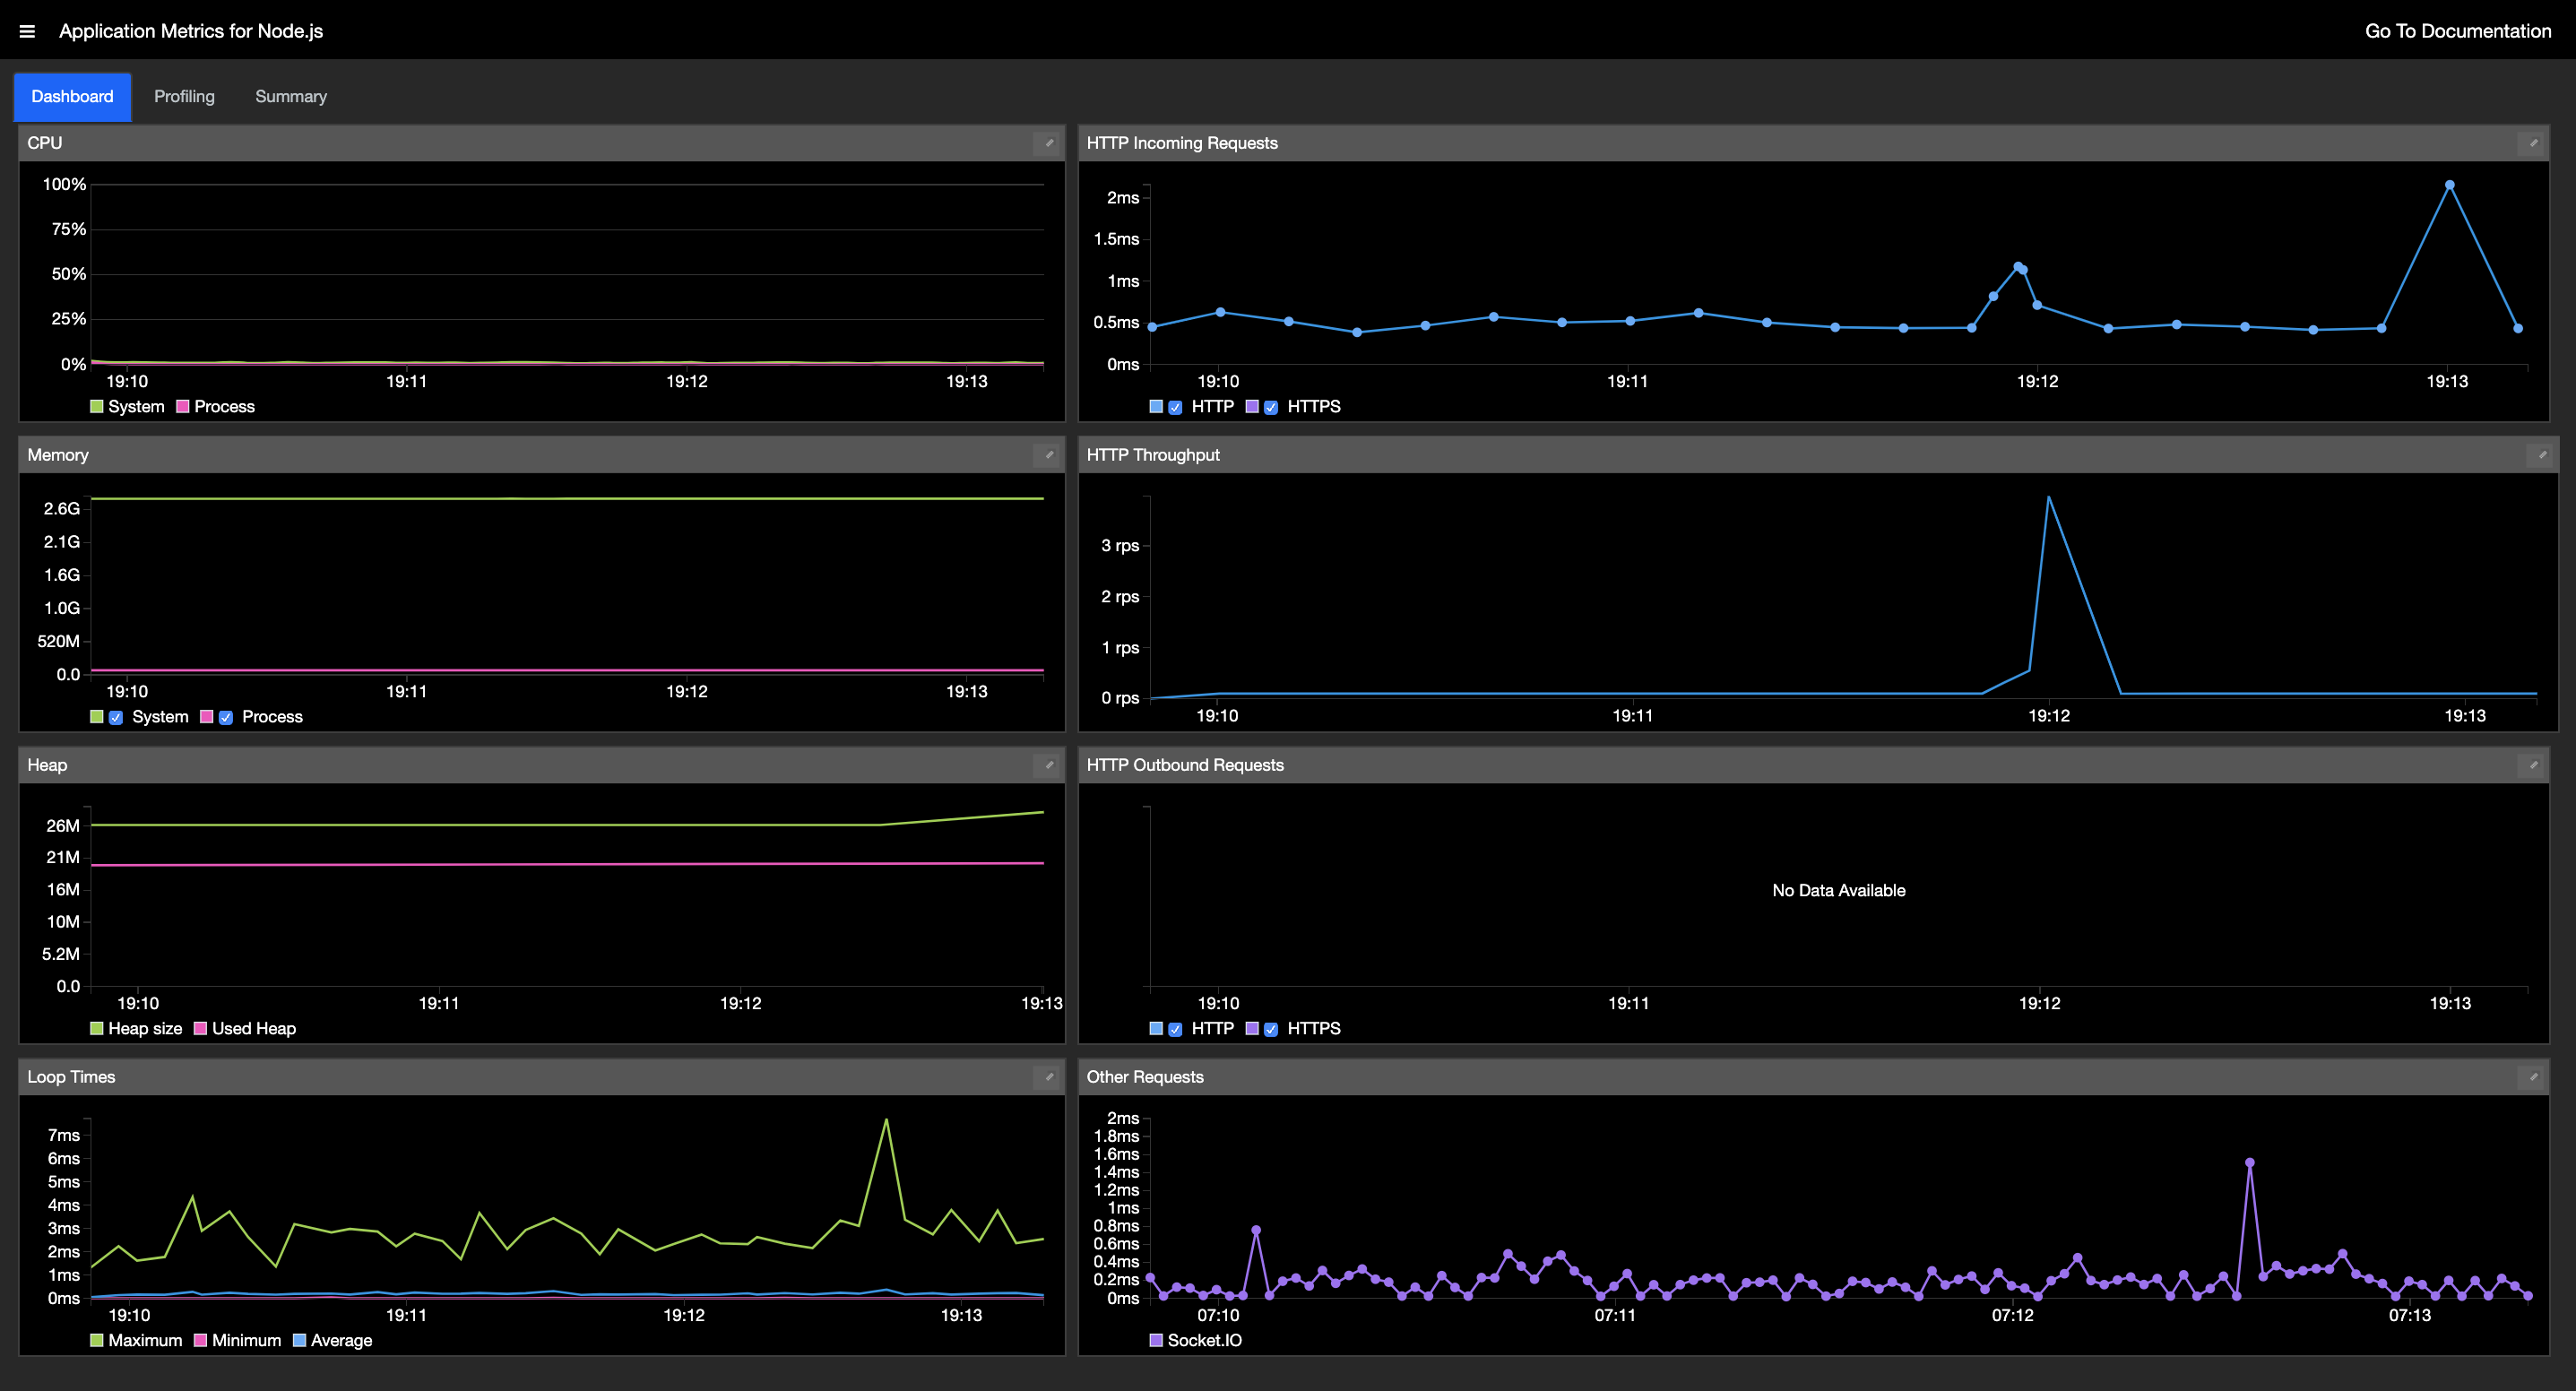 Application Metrics for Node.js
Go To Documentation
Dashboard Profiling Summary
CPU
100%
75%
50%
25%
0%
19:10 19:11 19:12 19:13
System Process
HTTP Incoming Requests
2ms
1.5ms
1ms
0.5ms
0ms
19:10 19:11 19:12 19:13
HTTP HTTPS
Memory
2.6G
2.1G
1.6G
1.0G
520M
0.0
19:10 19:11 19:12 19:13
System Process
HTTP Throughput
3 rps
2 rps
1 rps
0 rps
19:10 19:11 19:12 19:13
Heap
26M
21M
16M
10M
5.2M
0.0
19:10 19:11 19:12 19:13
Heap size Used Heap
HTTP Outbound Requests
No Data Available
19:10 19:11 19:12 19:13
HTTP HTTPS
Loop Times
7ms
6ms
5ms
4ms
3ms
2ms
1ms
0ms
19:10 19:11 19:12 19:13
Maximum Minimum Average
Other Requests
2ms
1.8ms
1.6ms
1.4ms
1.2ms
1ms
0.8ms
0.6ms
0.4ms
0.2ms
0ms
07:10 07:11 07:12 07:13
Socket.IO